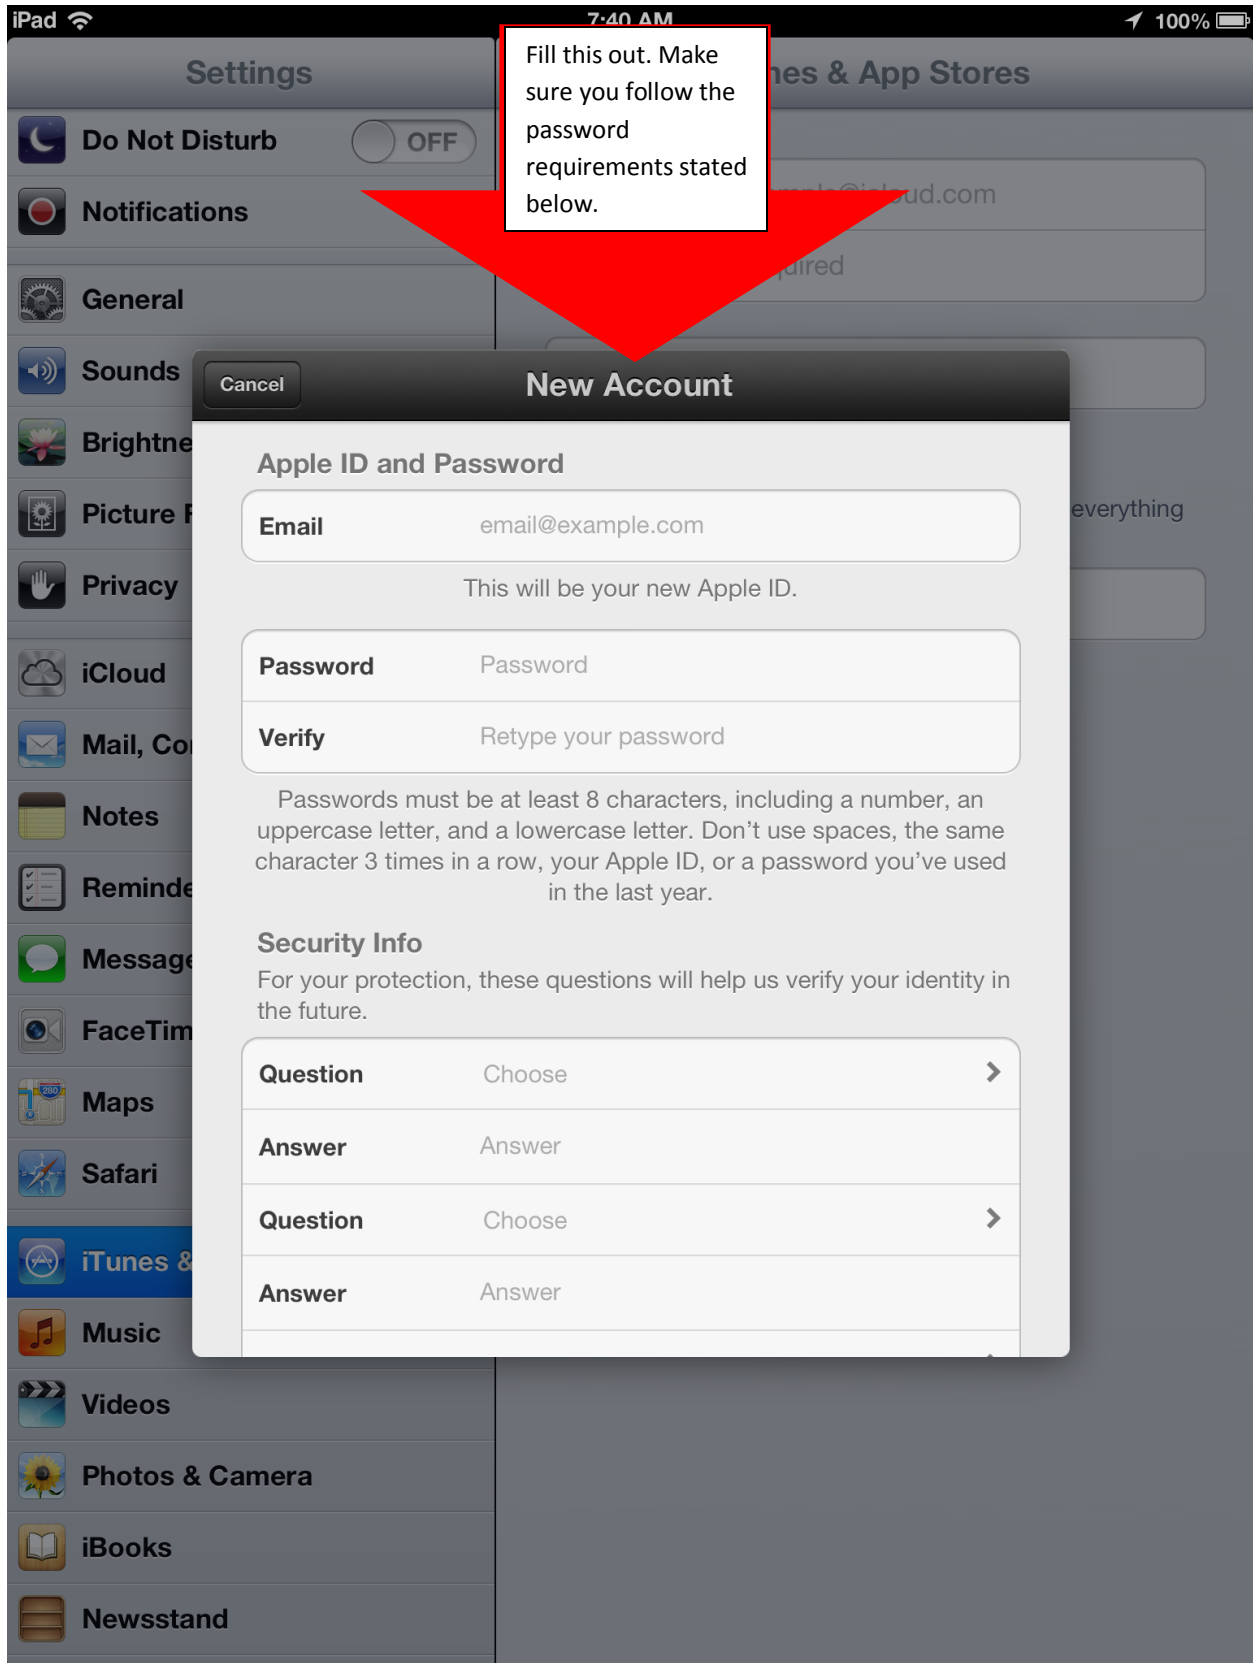 iPad 7:40 AM 100%
Settings
nes & App Stores
Fill this out. Make
sure you follow the
password
requirements stated
below.
Do Not Disturb OFF
Notifications
General
Sounds
Brightne
Picture F
Privacy
iCloud
Mail, Co
Notes
Reminde
Message
FaceTim
Maps
280
Safari
iTunes &
Music
Videos
Photos & Camera
iBooks
Newsstand
mple@icloud.com
uired
everything
Cancel New Account
Apple ID and Password
Email email@example.com
This will be your new Apple ID.
Password Password
Verify Retype your password
Passwords must be at least 8 characters, including a number, an
uppercase letter, and a lowercase letter. Don’t use spaces, the same
character 3 times in a row, your Apple ID, or a password you’ve used
in the last year.
Security Info
For your protection, these questions will help us verify your identity in
the future.
Question Choose
Answer Answer
Question Choose
Answer Answer